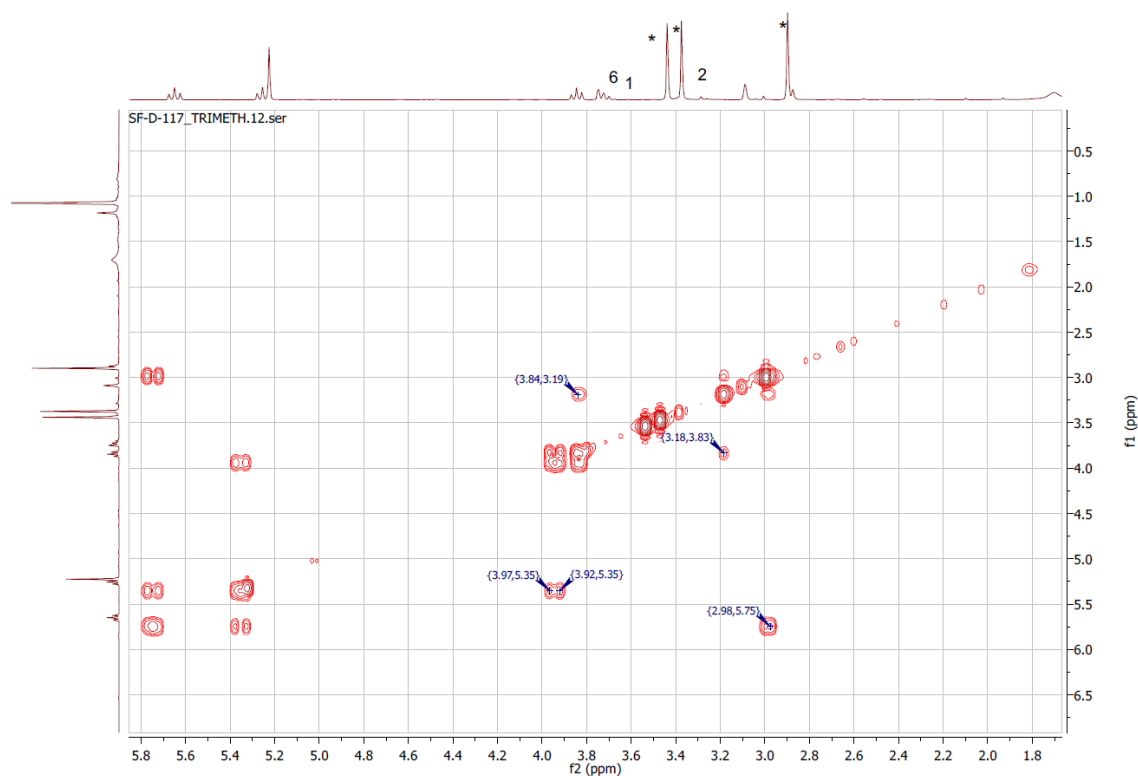 * * *
6 1 2
SF-D-117_TRIMETH.12.ser
0.5
1.0
1.5
2.0
2.5
{3.84,3.19}
3.0
3.5
{3.18,3.83}
4.0
4.5
5.0
{3.97,5.35} {3.92,5.35}
5.5
{2.98,5.75}
6.0
6.5
f1 (ppm)
5.8 5.6 5.4 5.2 5.0 4.8 4.6 4.4 4.2 4.0 3.8 3.6 3.4 3.2 3.0 2.8 2.6 2.4 2.2 2.0 1.8
f2 (ppm)